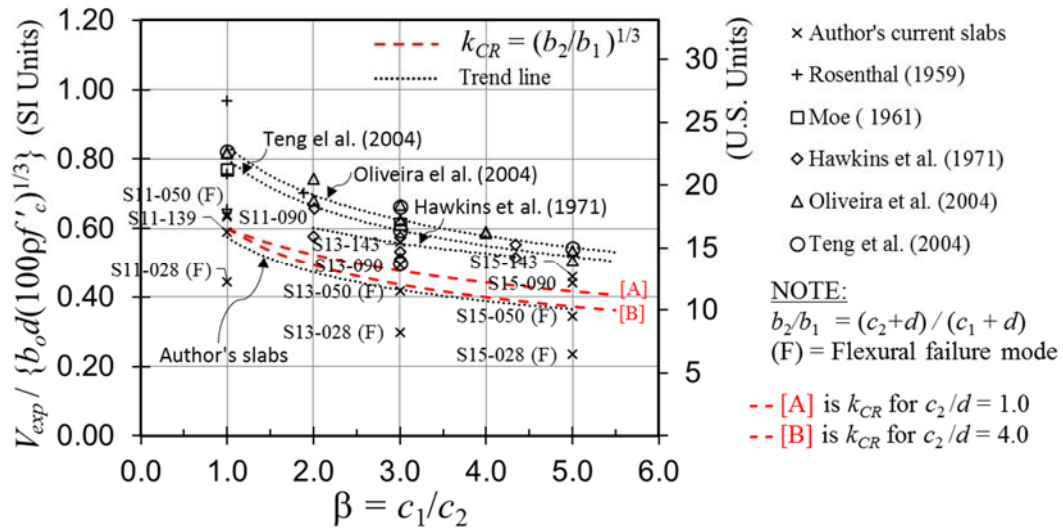 V_exp / {b_o d(100ρf'_c)^1/3} (SI Units)
1.20
1.00
0.80
0.60
0.40
0.20
0.00
0.0
1.0
2.0
3.0
4.0
5.0
6.0
β = c₁/c₂
(U.S. Units)
30
25
20
15
10
5
k_CR = (b₂/b₁)^1/3
Trend line
Teng el al. (2004)
Oliveira el al. (2004)
Hawkins et al. (1971)
S11-050 (F)
S11-139
S11-090
S11-028 (F)
S13-143
S13-090
S13-050 (F)
S13-028 (F)
S15-143
S15-090
S15-050 (F)
S15-028 (F)
Author's slabs
[A]
[B]
Author's current slabs
Rosenthal (1959)
Moe ( 1961)
Hawkins et al. (1971)
Oliveira et al. (2004)
Teng et al. (2004)
NOTE:
b₂/b₁ = (c₂+d) / (c₁ + d)
(F) = Flexural failure mode
[A] is k_CR for c₂/d = 1.0
[B] is k_CR for c₂/d = 4.0